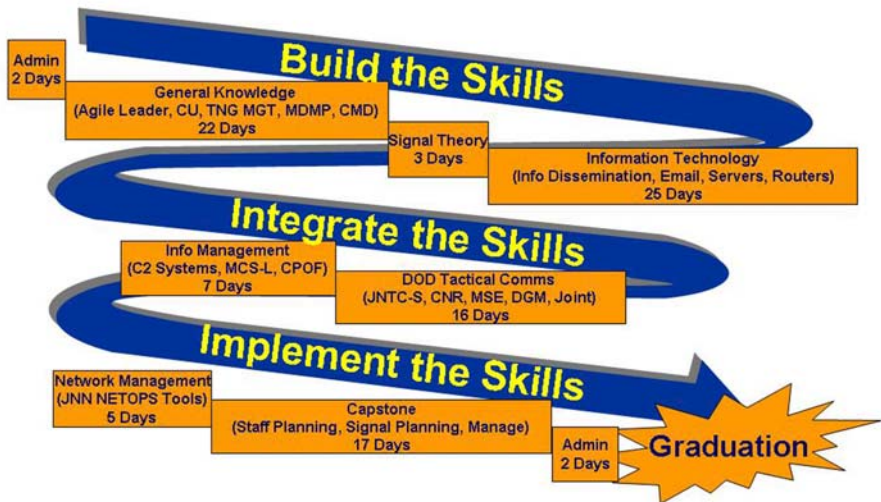 Build the Skills
Admin
2 Days
General Knowledge
(Agile Leader, CU, TNG MGT, MDMP, CMD)
22 Days
Signal Theory
3 Days
Information Technology
(Info Dissemination, Email, Servers, Routers)
25 Days
Integrate the Skills
Info Management
(C2 Systems, MCS-L, CPOF)
7 Days
DOD Tactical Comms
(JNTC-S, CNR, MSE, DGM, Joint)
16 Days
Implement the Skills
Network Management
(JNN NETOPS Tools)
5 Days
Capstone
(Staff Planning, Signal Planning, Manage)
17 Days
Admin
2 Days
Graduation